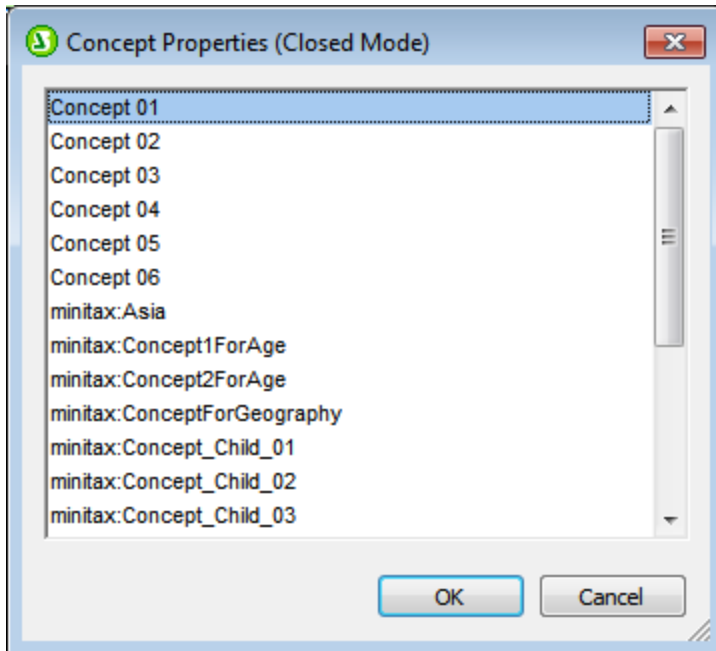 Concept Properties (Closed Mode)
Concept 01
Concept 02
Concept 03
Concept 04
Concept 05
Concept 06
minitax:Asia
minitax:Concept1ForAge
minitax:Concept2ForAge
minitax:ConceptForGeography
minitax:Concept_Child_01
minitax:Concept_Child_02
minitax:Concept_Child_03
OK
Cancel